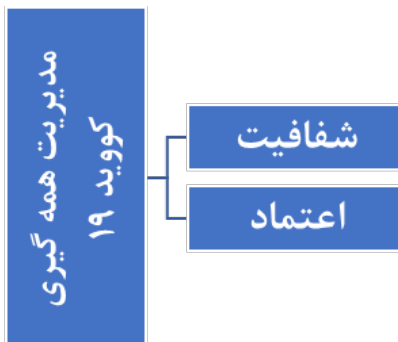 مدیریت همه گیری
کووید ۱۹
شفافیت
اعتماد